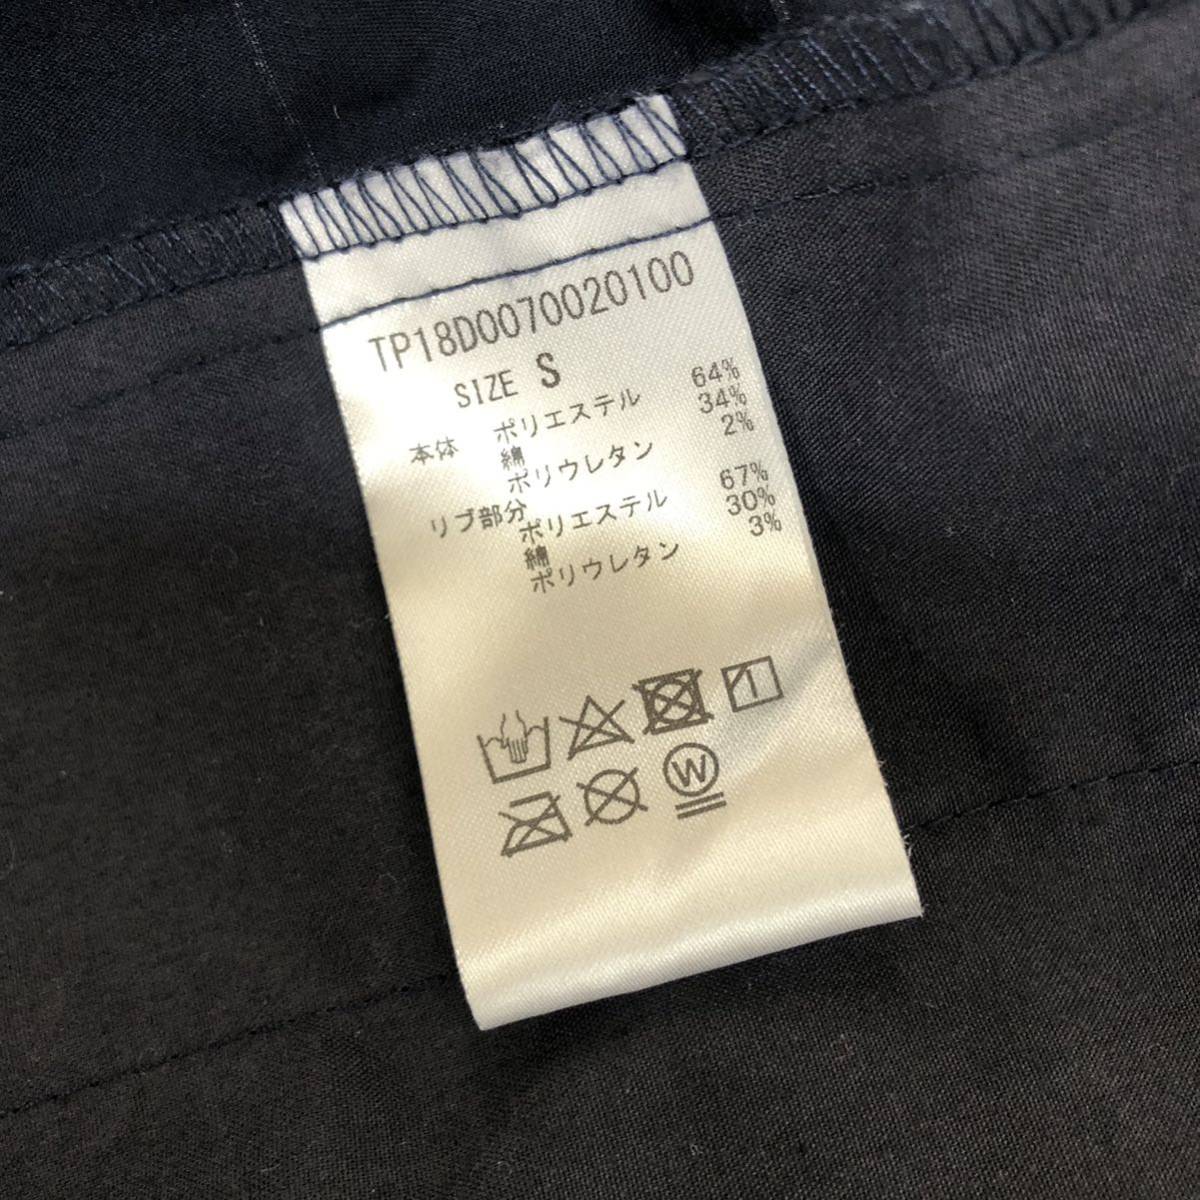 TP18D0070020100
SIZE S
本体 ポリエステル 64%
綿 34%
ポリウレタン 2%
リブ部分 ポリエステル 67%
綿 30%
ポリウレタン 3%
W